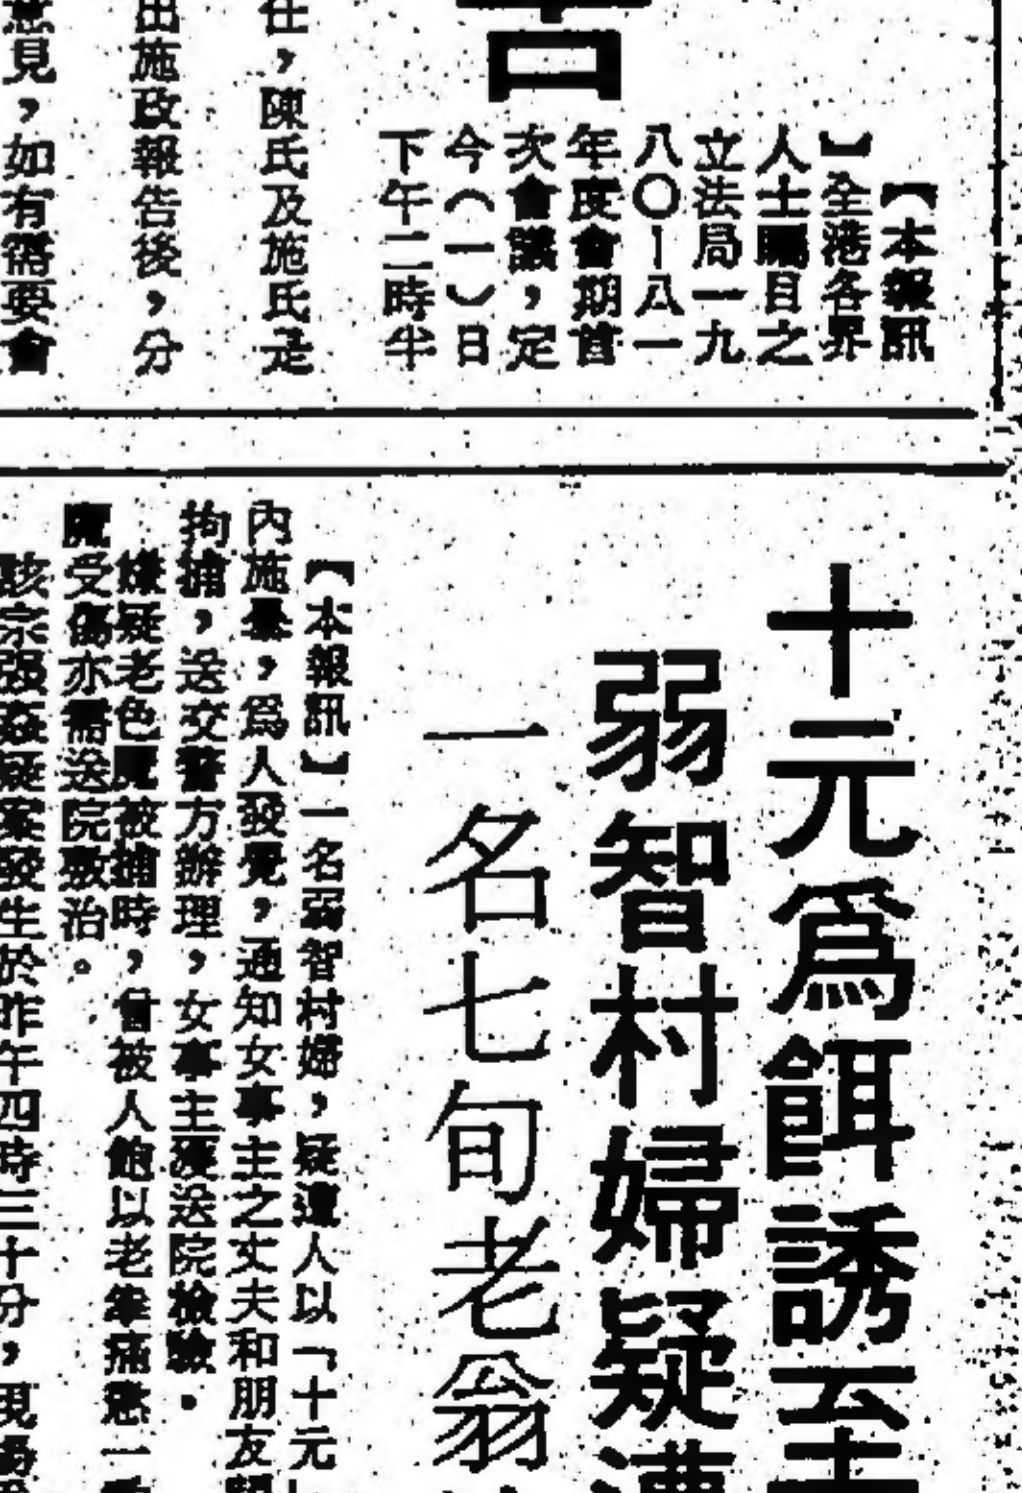 【本報訊
】全港各界
人士矚目之
立法局一九
八〇—八一
年度會期首
次會議，定
今（一）日
下午二時半
任，陳氏及施氏是
出施政報告後，分
意見，如有需要會
十元爲餌誘
弱智村婦疑遭
一名七旬老翁
【本報訊】一名弱智村婦，疑遭人以「十元」
內施暴，爲人發覺，通知女事主之丈夫和朋友
拘捕，送交警方辦理，女事主獲送院檢驗。
嫌疑老色魔被捕時，曾被人飽以老拳痛懲一
魔受傷亦需送院敷治。
該宗强姦疑案發生於昨午四時三十分，現場